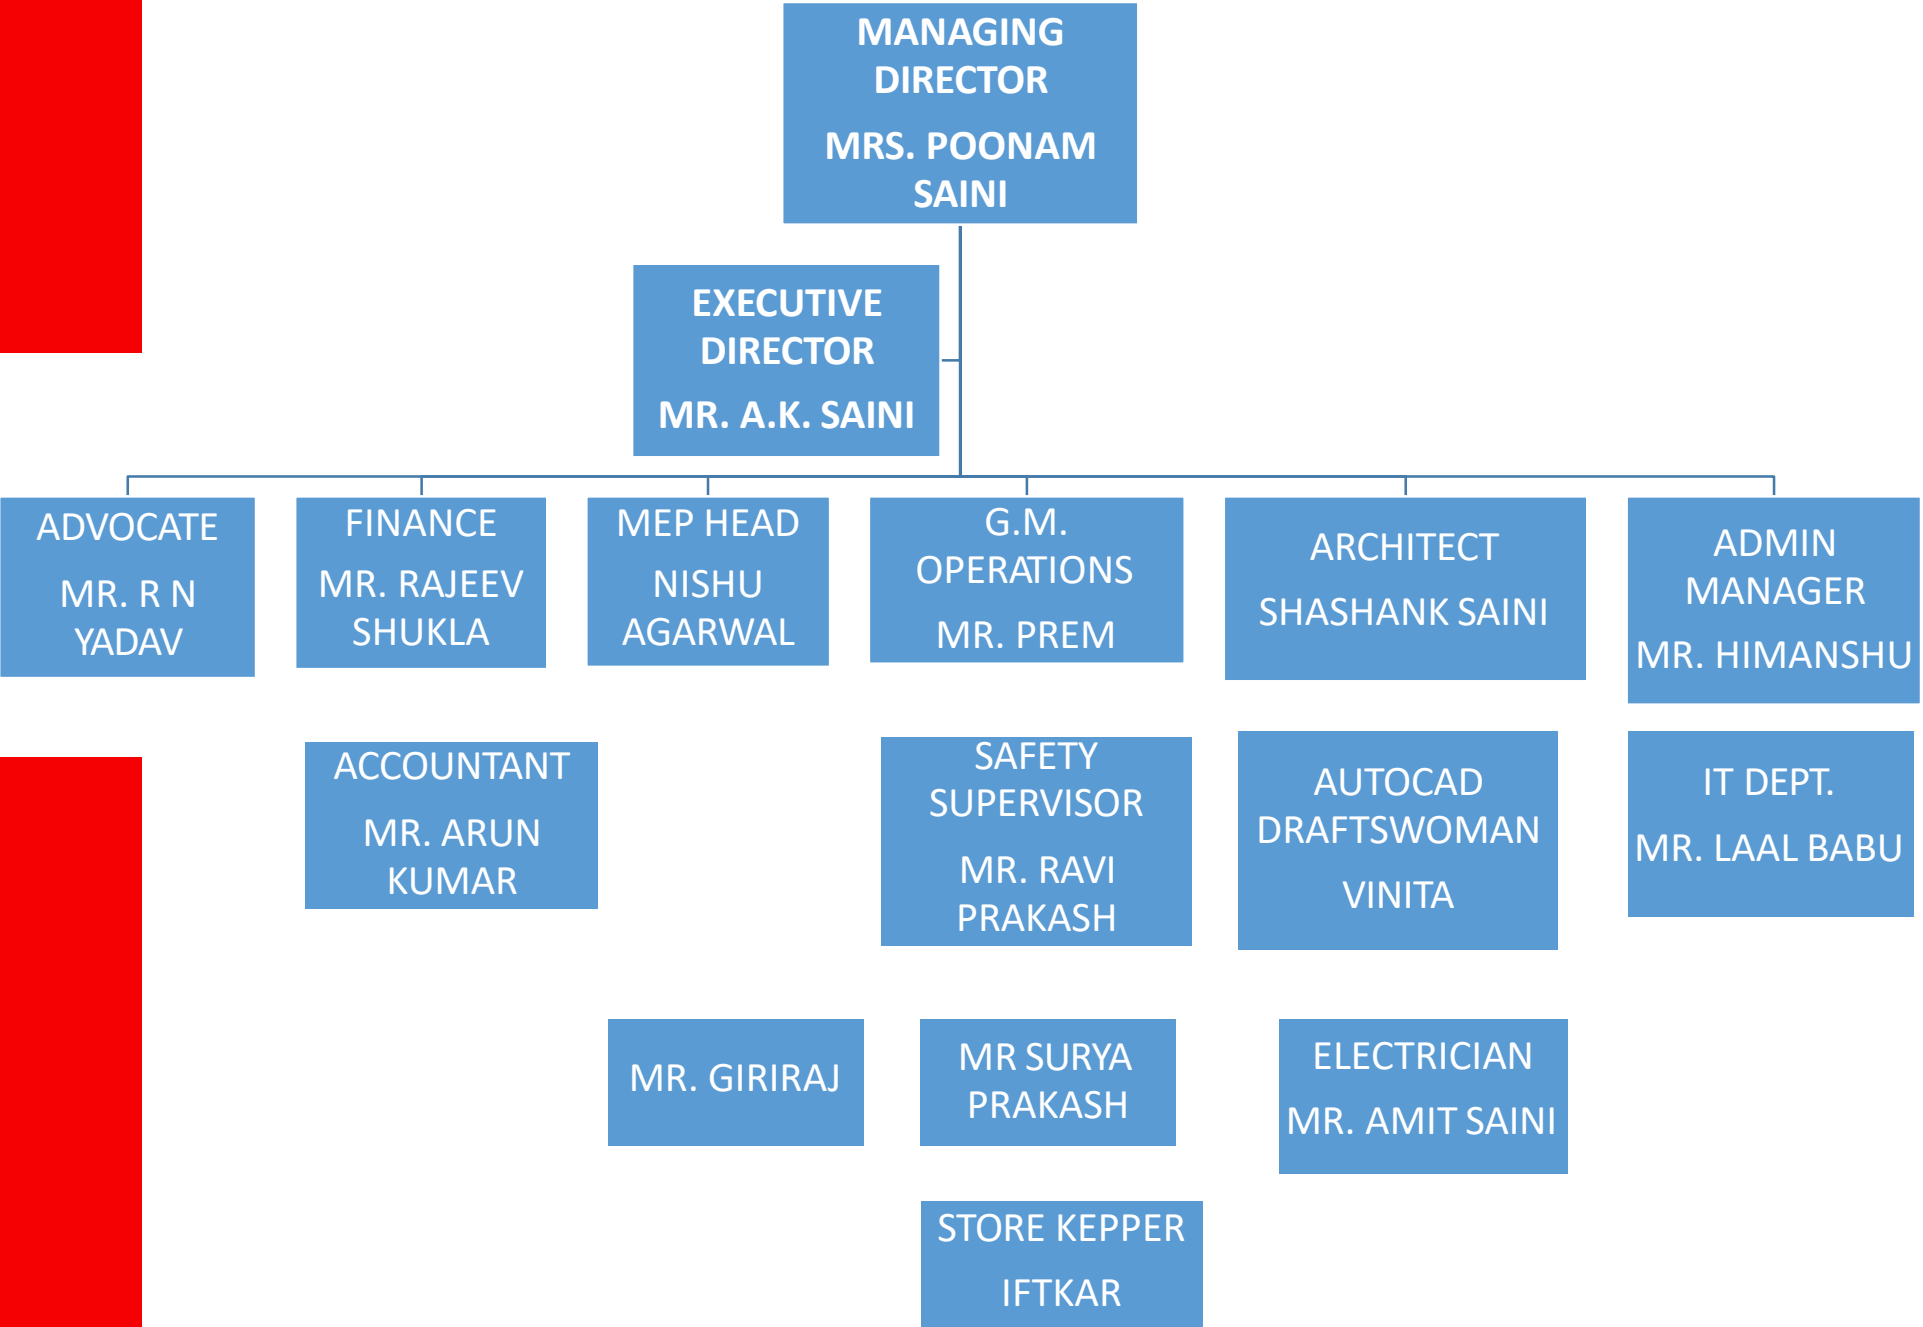 MANAGING
DIRECTOR
MRS. POONAM
SAINI
EXECUTIVE
DIRECTOR
MR. A.K. SAINI
ADVOCATE
MR. R N
YADAV
FINANCE
MR. RAJEEV
SHUKLA
MEP HEAD
NISHU
AGARWAL
G.M.
OPERATIONS
MR. PREM
ARCHITECT
SHASHANK SAINI
ADMIN
MANAGER
MR. HIMANSHU
ACCOUNTANT
MR. ARUN
KUMAR
SAFETY
SUPERVISOR
MR. RAVI
PRAKASH
AUTOCAD
DRAFTSWOMAN
VINITA
IT DEPT.
MR. LAAL BABU
MR. GIRIRAJ
MR SURYA
PRAKASH
ELECTRICIAN
MR. AMIT SAINI
STORE KEPPER
IFTKAR